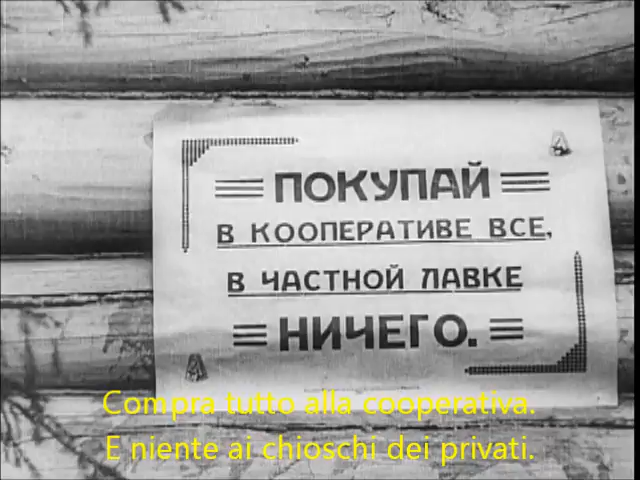 ПОКУПАЙ
В КООПЕРАТИВЕ ВСЕ,
В ЧАСТНОЙ ЛАВКЕ
НИЧЕГО.
Compra tutto alla cooperativa.
E niente ai chioschi dei privati.